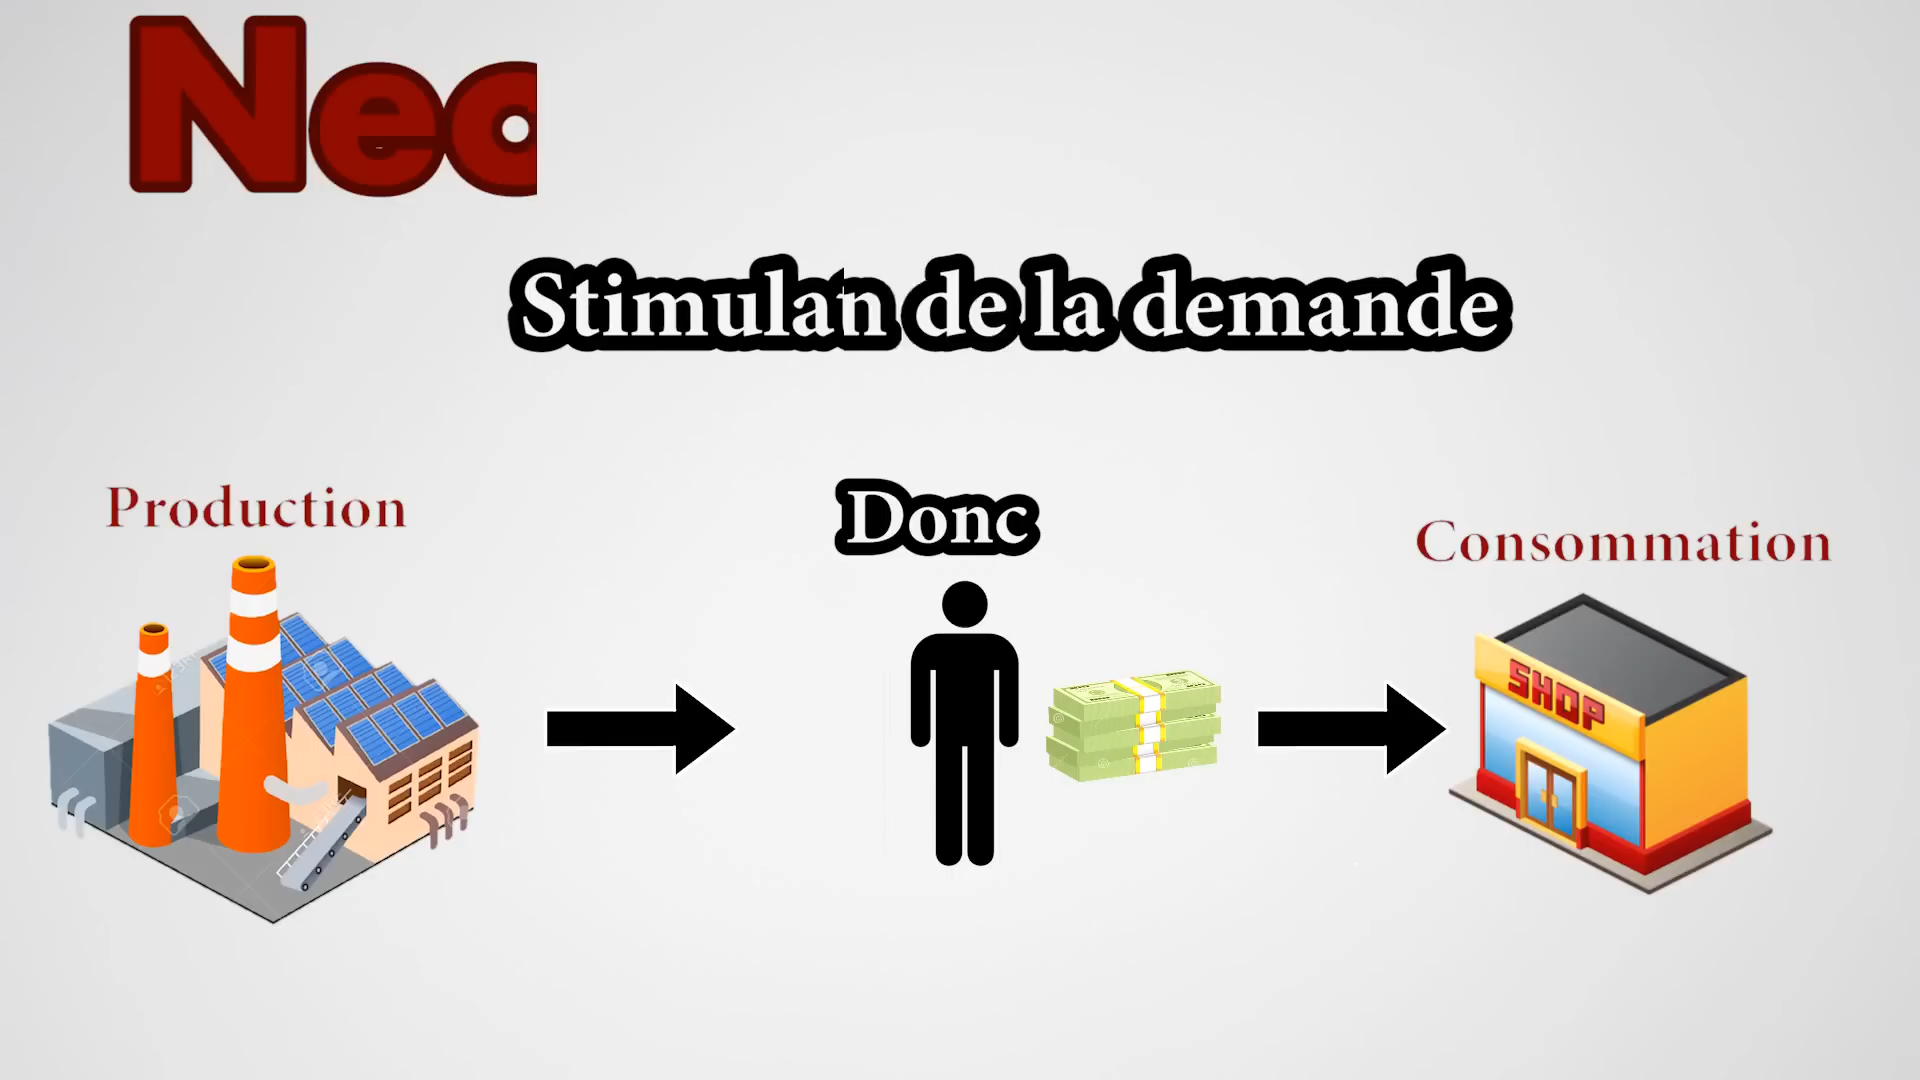 Neo
Stimulan de la demande
Production
Donc
Consommation
SHOP